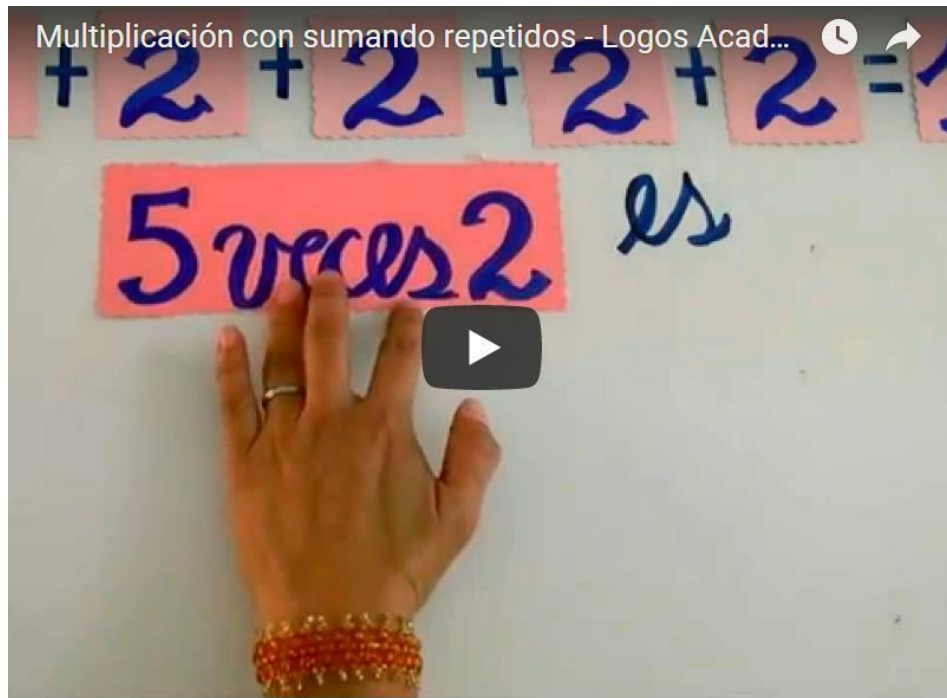 Multiplicación con sumando repetidos - Logos Acad...
+ 2 + 2 + 2 + 2 =
5 veces 2 es